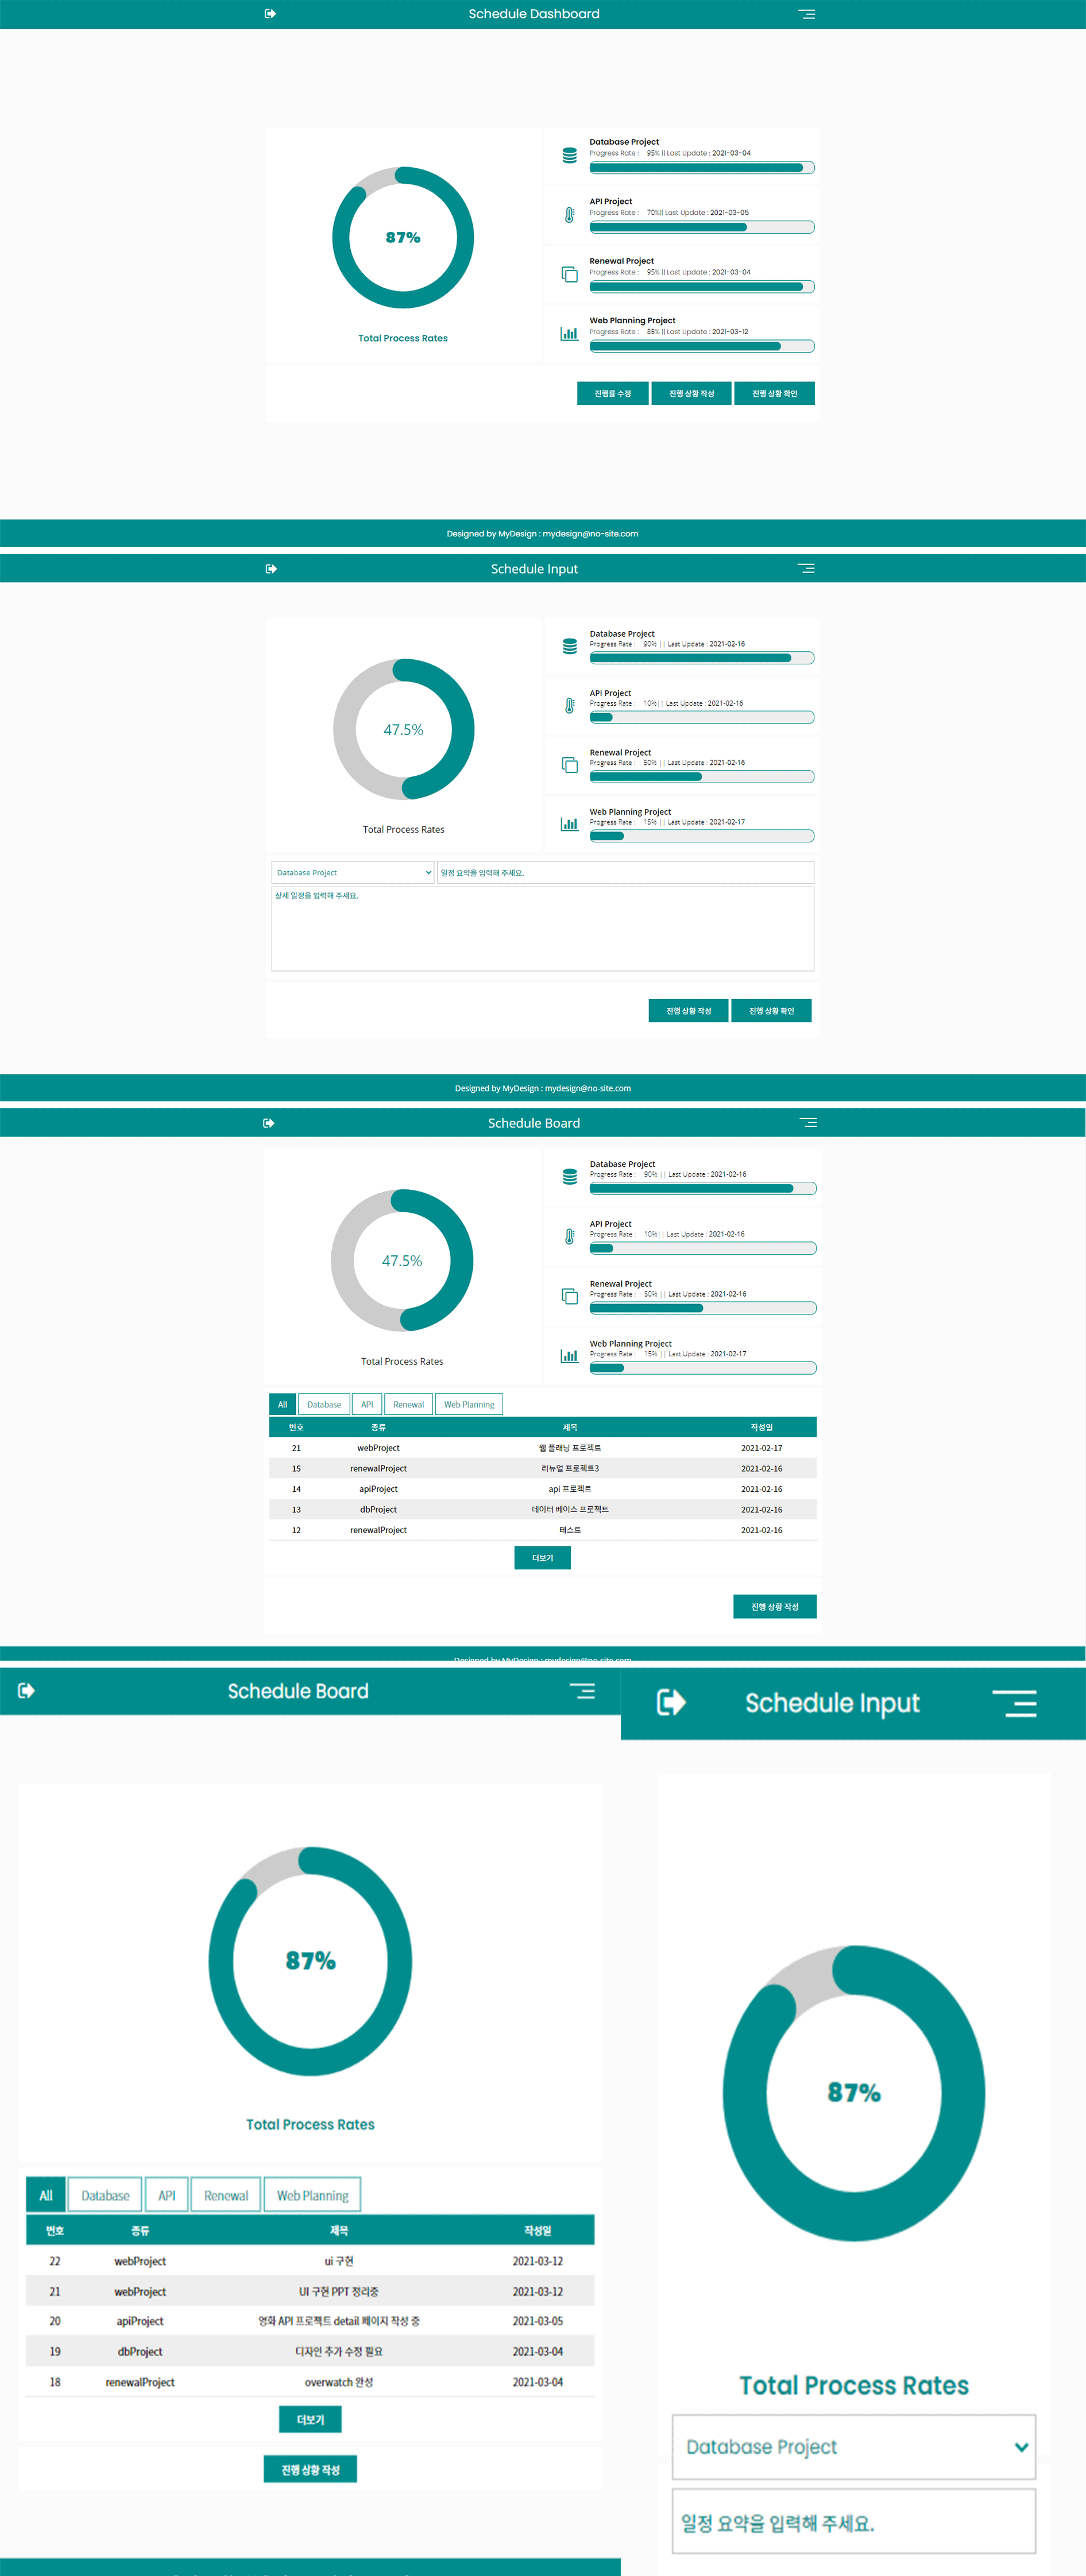 Schedule Dashboard
87%
Total Process Rates
Database Project
Progress Rate : 95% || Last Update : 2021-03-04
API Project
Progress Rate : 70%|| Last Update : 2021-03-05
Renewal Project
Progress Rate : 95% || Last Update : 2021-03-04
Web Planning Project
Progress Rate : 85% || Last Update : 2021-03-12
진행률 수정 진행 상황 작성 진행 상황 확인
Designed by MyDesign : mydesign@no-site.com
Schedule Input
47.5%
Total Process Rates
Database Project
Progress Rate : 90% || Last Update : 2021-02-16
API Project
Progress Rate : 10%|| Last Update : 2021-02-16
Renewal Project
Progress Rate : 50% || Last Update : 2021-02-16
Web Planning Project
Progress Rate : 15% || Last Update : 2021-02-17
Database Project 일정 요약을 입력해 주세요.
상세 일정을 입력해 주세요.
진행 상황 작성 진행 상황 확인
Designed by MyDesign : mydesign@no-site.com
Schedule Board
47.5%
Total Process Rates
Database Project
Progress Rate : 90% || Last Update : 2021-02-16
API Project
Progress Rate : 10%|| Last Update : 2021-02-16
Renewal Project
Progress Rate : 50% || Last Update : 2021-02-16
Web Planning Project
Progress Rate : 15% || Last Update : 2021-02-17
All Database API Renewal Web Planning
번호 종류 제목 작성일
21 webProject 웹 플래닝 프로젝트 2021-02-17
15 renewalProject 리뉴얼 프로젝트3 2021-02-16
14 apiProject api 프로젝트 2021-02-16
13 dbProject 데이터 베이스 프로젝트 2021-02-16
12 renewalProject 테스트 2021-02-16
더보기
진행 상황 작성
Designed by MyDesign : mydesign@no-site.com
Schedule Board
87%
Total Process Rates
All Database API Renewal Web Planning
번호 종류 제목 작성일
22 webProject ui 구현 2021-03-12
21 webProject UI 구현 PPT 정리중 2021-03-12
20 apiProject 영화 API 프로젝트 detail 페이지 작성 중 2021-03-05
19 dbProject 디자인 추가 수정 필요 2021-03-04
18 renewalProject overwatch 완성 2021-03-04
더보기
진행 상황 작성
Schedule Input
87%
Total Process Rates
Database Project
일정 요약을 입력해 주세요.